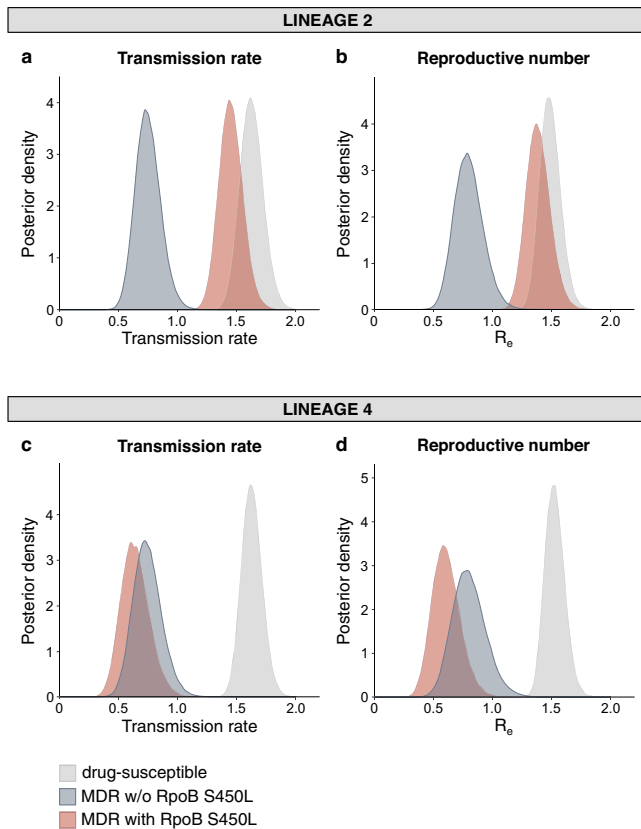 LINEAGE 2
a Transmission rate
Posterior density
4
3
2
1
0
0 0.5 1.0 1.5 2.0
Transmission rate
b Reproductive number
Posterior density
4
3
2
1
0
0 0.5 1.0 1.5 2.0
Re
LINEAGE 4
c Transmission rate
Posterior density
4
3
2
1
0
0 0.5 1.0 1.5 2.0
Transmission rate
d Reproductive number
Posterior density
5
4
3
2
1
0
0 0.5 1.0 1.5 2.0
Re
drug-susceptible
MDR w/o RpoB S450L
MDR with RpoB S450L